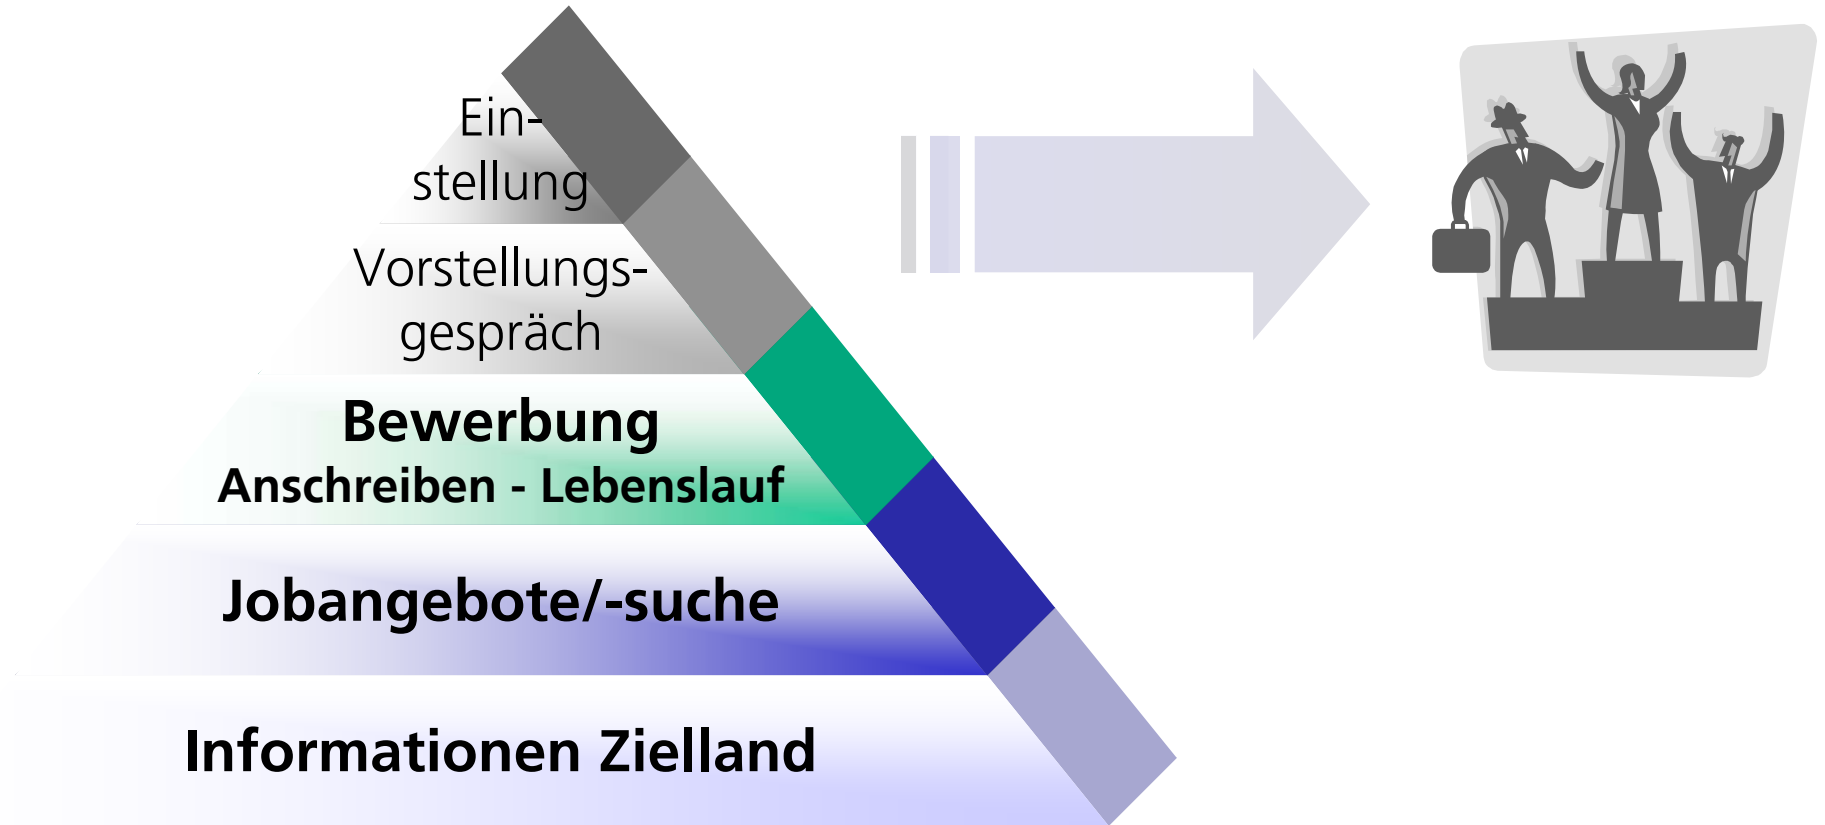 Ein-
stellung
Vorstellungs-
gespräch
Bewerbung
Anschreiben - Lebenslauf
Jobangebote/-suche
Informationen Zielland